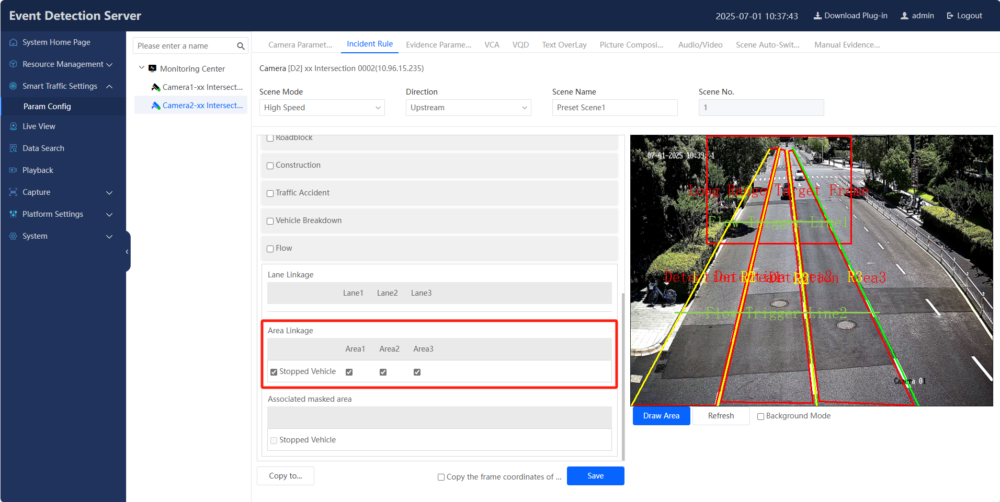 Event Detection Server
2025-07-01 10:37:43
Download Plug-in
admin
Logout
System Home Page
Resource Management
Smart Traffic Settings
Param Config
Live View
Data Search
Playback
Capture
Platform Settings
System
Please enter a name
Monitoring Center
Camera1-xx Intersect...
Camera2-xx Intersect...
Camera Paramet...
Incident Rule
Evidence Parame...
VCA
VQD
Text OverLay
Picture Composi...
Audio/Video
Scene Auto-Swit...
Manual Evidence...
Camera [D2] xx Intersection 0002(10.96.15.235)
Scene Mode
Direction
Scene Name
Scene No.
High Speed
Upstream
Preset Scene1
1
Roadblock
Construction
Traffic Accident
Vehicle Breakdown
Flow
Lane Linkage
Lane1 Lane2 Lane3
Area Linkage
Area1 Area2 Area3
Stopped Vehicle
Associated masked area
Stopped Vehicle
Copy to...
Copy the frame coordinates of ...
Save
07-01-2025 10:39:
Long Range Target Frame
Flow Trigger Line1
Detection
R3
Flow Trigger Line2
Camera 01
Draw Area
Refresh
Background Mode